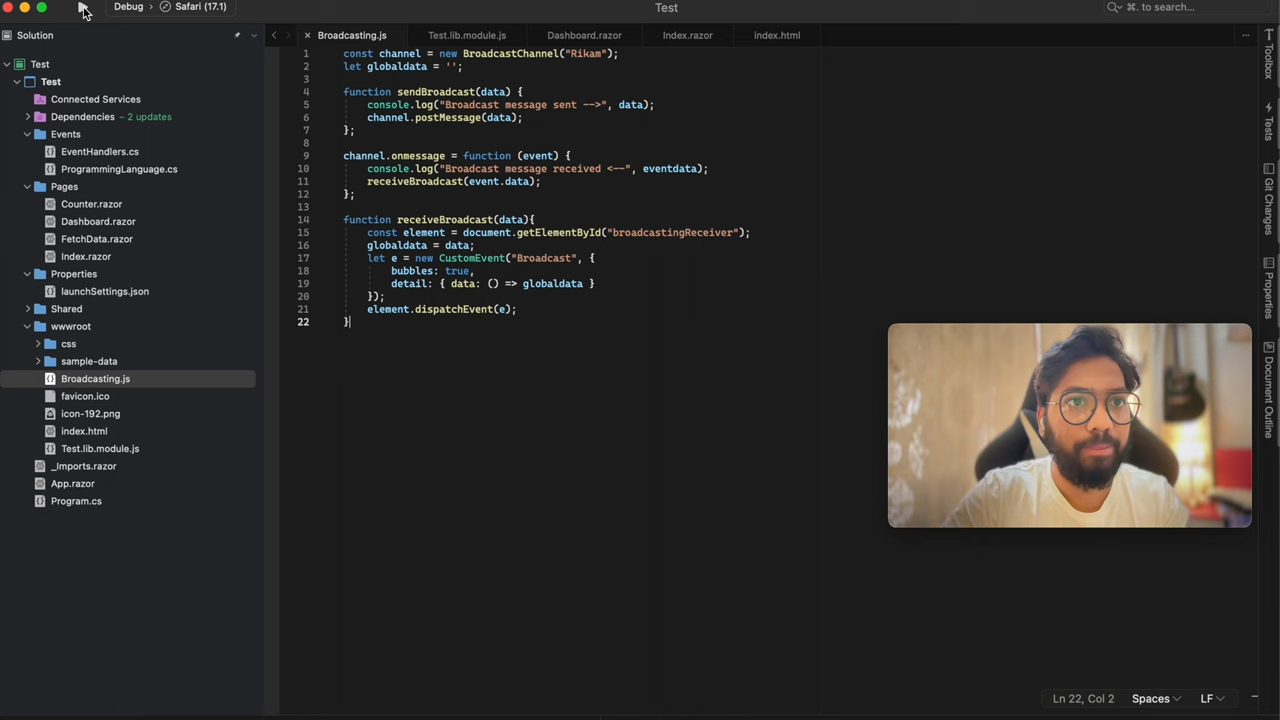 Debug › Safari (17.1)
Test
⌘. to search...
Solution
Broadcasting.js
Test.lib.module.js
Dashboard.razor
Index.razor
index.html
Test
Test
Connected Services
Dependencies – 2 updates
Events
EventHandlers.cs
ProgrammingLanguage.cs
Pages
Counter.razor
Dashboard.razor
FetchData.razor
Index.razor
Properties
launchSettings.json
Shared
wwwroot
css
sample-data
Broadcasting.js
favicon.ico
icon-192.png
index.html
Test.lib.module.js
_Imports.razor
App.razor
Program.cs
1 const channel = new BroadcastChannel("Rikam");
2 let globaldata = '';
3
4 function sendBroadcast(data) {
5 console.log("Broadcast message sent -->", data);
6 channel.postMessage(data);
7 };
8
9 channel.onmessage = function (event) {
10 console.log("Broadcast message received <--", eventdata);
11 receiveBroadcast(event.data);
12 };
13
14 function receiveBroadcast(data){
15 const element = document.getElementById("broadcastingReceiver");
16 globaldata = data;
17 let e = new CustomEvent("Broadcast", {
18 bubbles: true,
19 detail: { data: () => globaldata }
20 });
21 element.dispatchEvent(e);
22 }
Toolbox
Tests
Git Changes
Properties
Document Outline
Ln 22, Col 2 Spaces LF